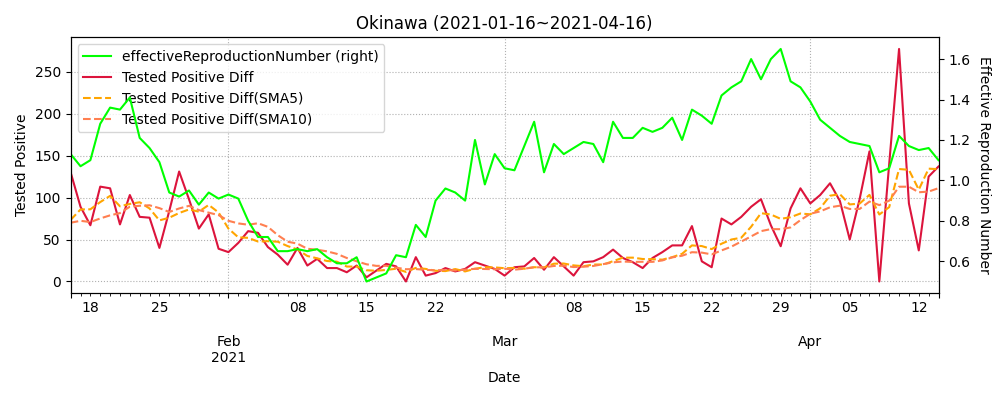 Okinawa (2021-01-16~2021-04-16)
effectiveReproductionNumber (right)
Tested Positive Diff
Tested Positive Diff(SMA5)
Tested Positive Diff(SMA10)
Tested Positive
250
200
150
100
50
0
1.6
1.4
1.2
1.0
0.8
0.6
Effective Reproduction Number
18 25 08 15 22 08 15 22 29 05 12
Feb Mar Apr
2021
Date